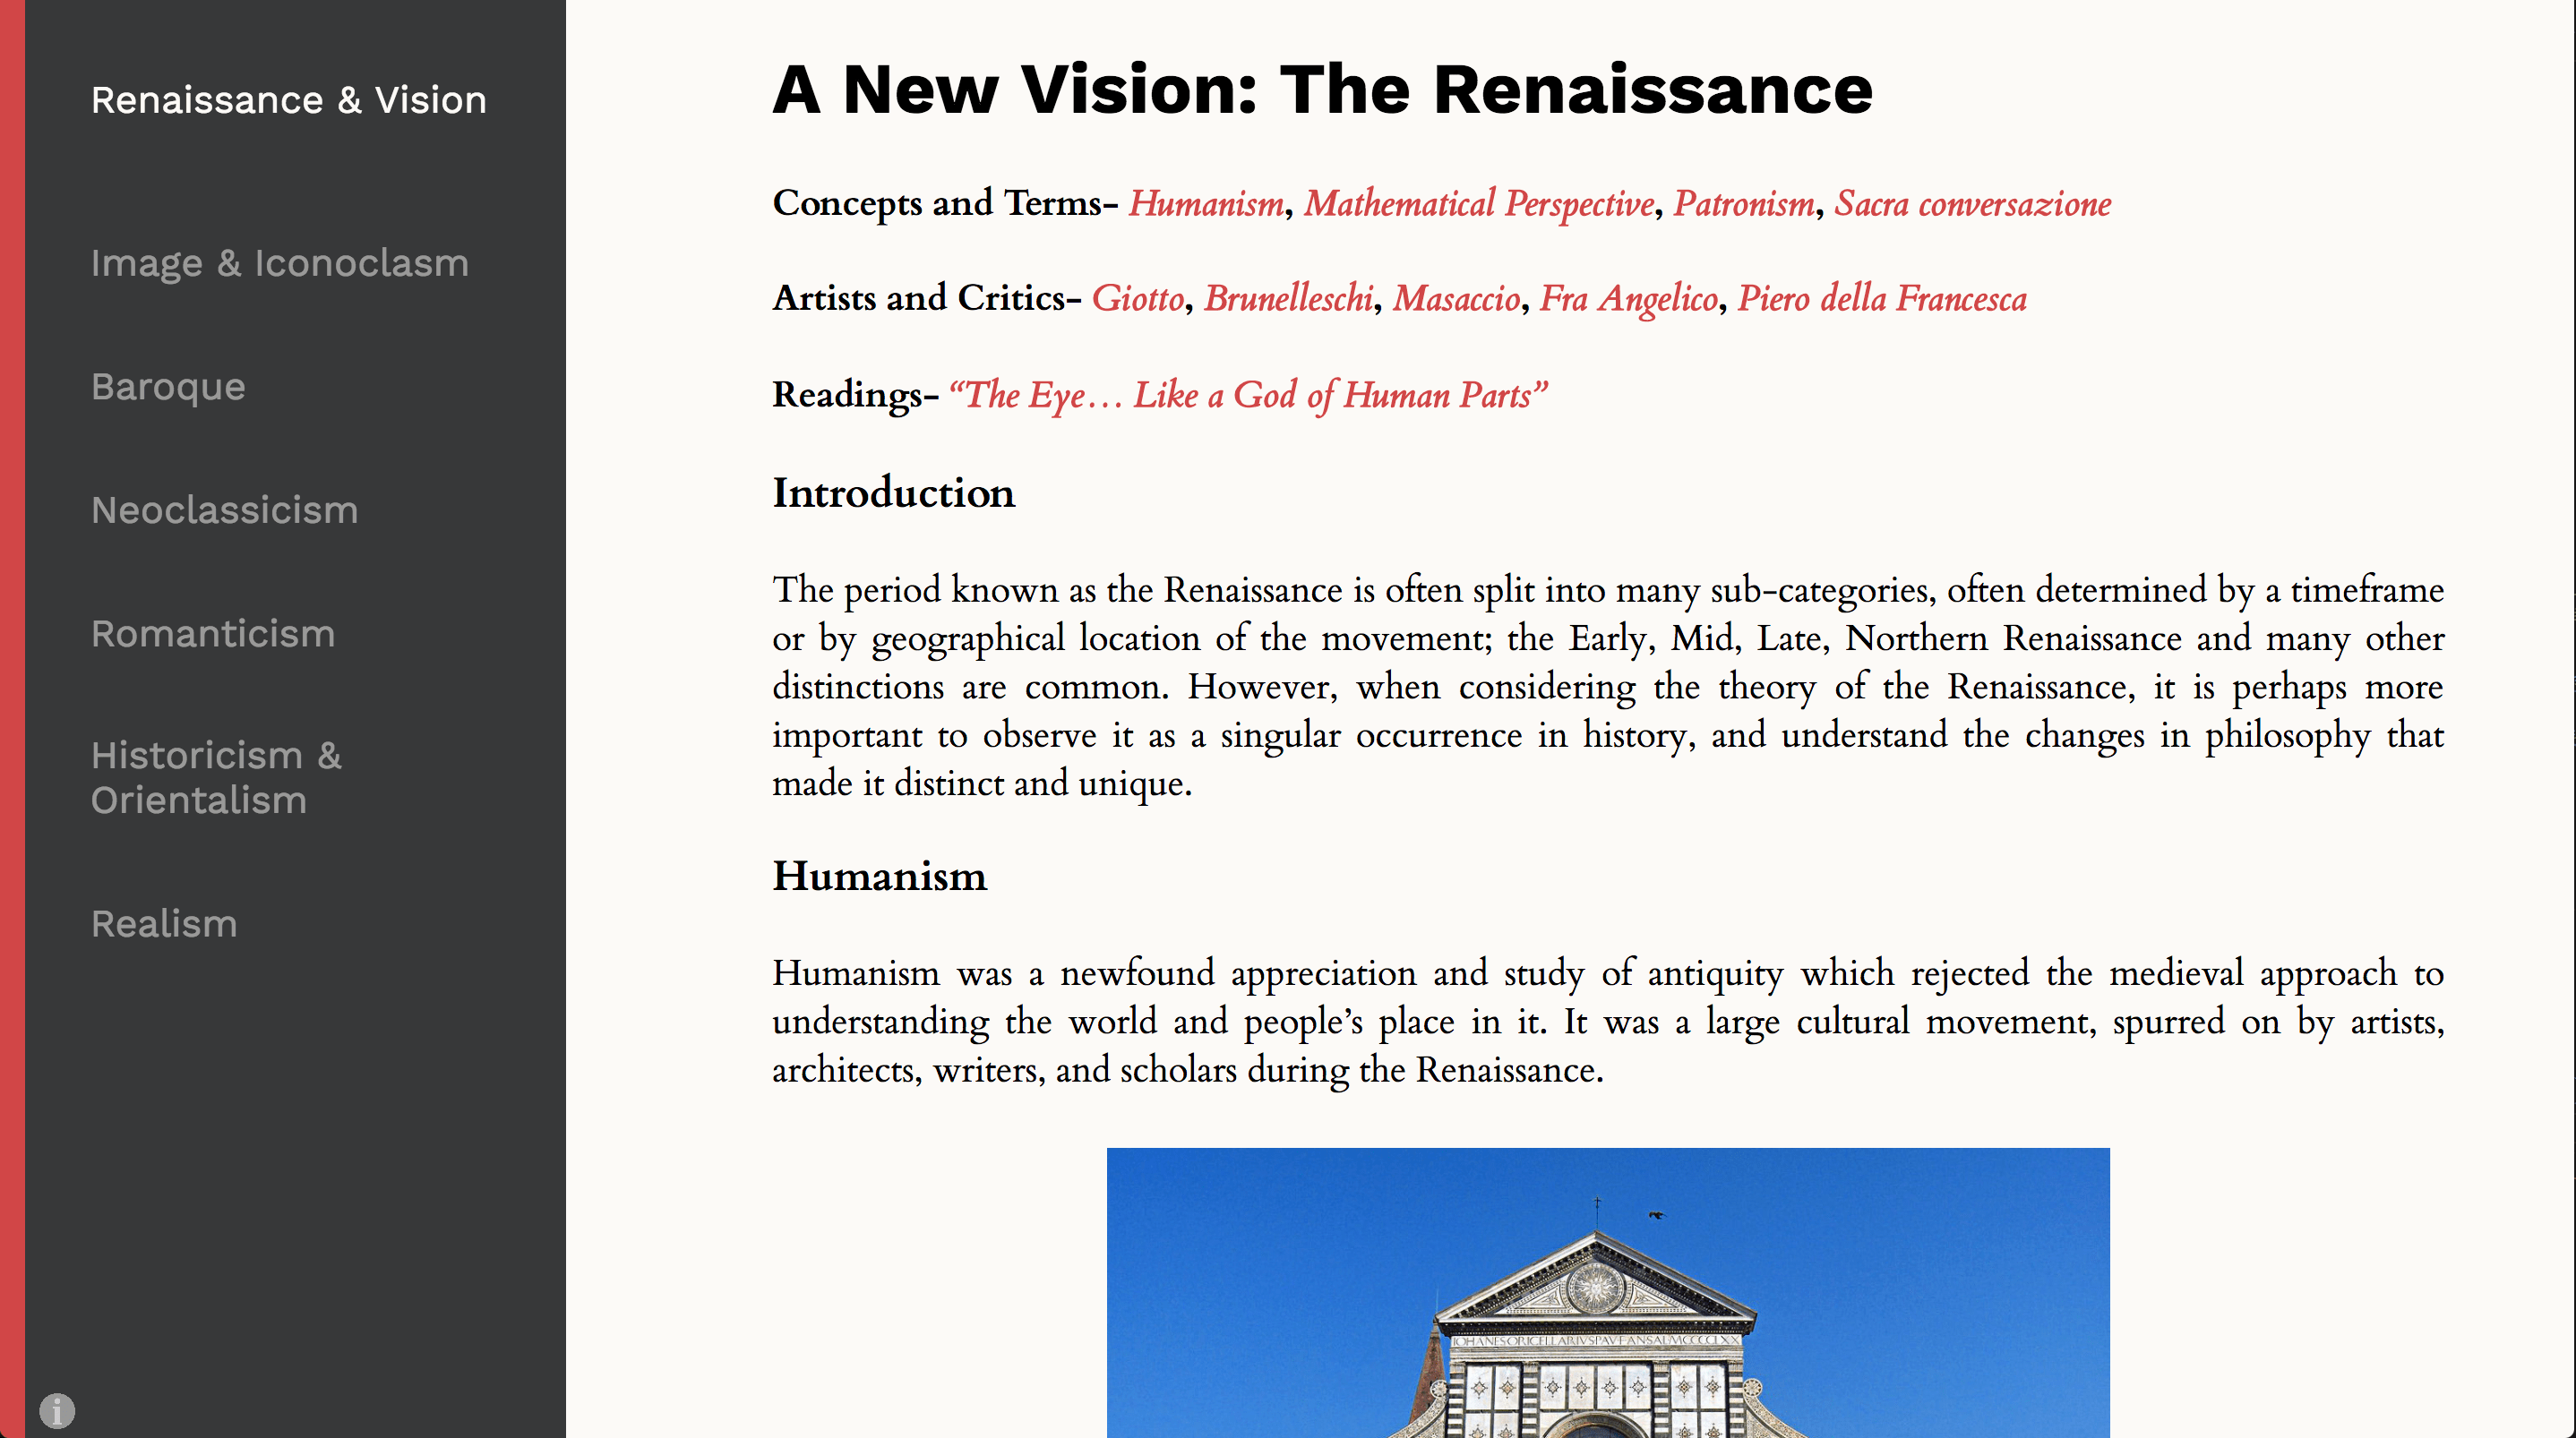 Renaissance & Vision
Image & Iconoclasm
Baroque
Neoclassicism
Romanticism
Historicism &
Orientalism
Realism
i
A New Vision: The Renaissance
Concepts and Terms- Humanism, Mathematical Perspective, Patronism, Sacra conversazione
Artists and Critics- Giotto, Brunelleschi, Masaccio, Fra Angelico, Piero della Francesca
Readings- “The Eye… Like a God of Human Parts”
Introduction
The period known as the Renaissance is often split into many sub-categories, often determined by a timeframe
or by geographical location of the movement; the Early, Mid, Late, Northern Renaissance and many other
distinctions are common. However, when considering the theory of the Renaissance, it is perhaps more
important to observe it as a singular occurrence in history, and understand the changes in philosophy that
made it distinct and unique.
Humanism
Humanism was a newfound appreciation and study of antiquity which rejected the medieval approach to
understanding the world and people’s place in it. It was a large cultural movement, spurred on by artists,
architects, writers, and scholars during the Renaissance.